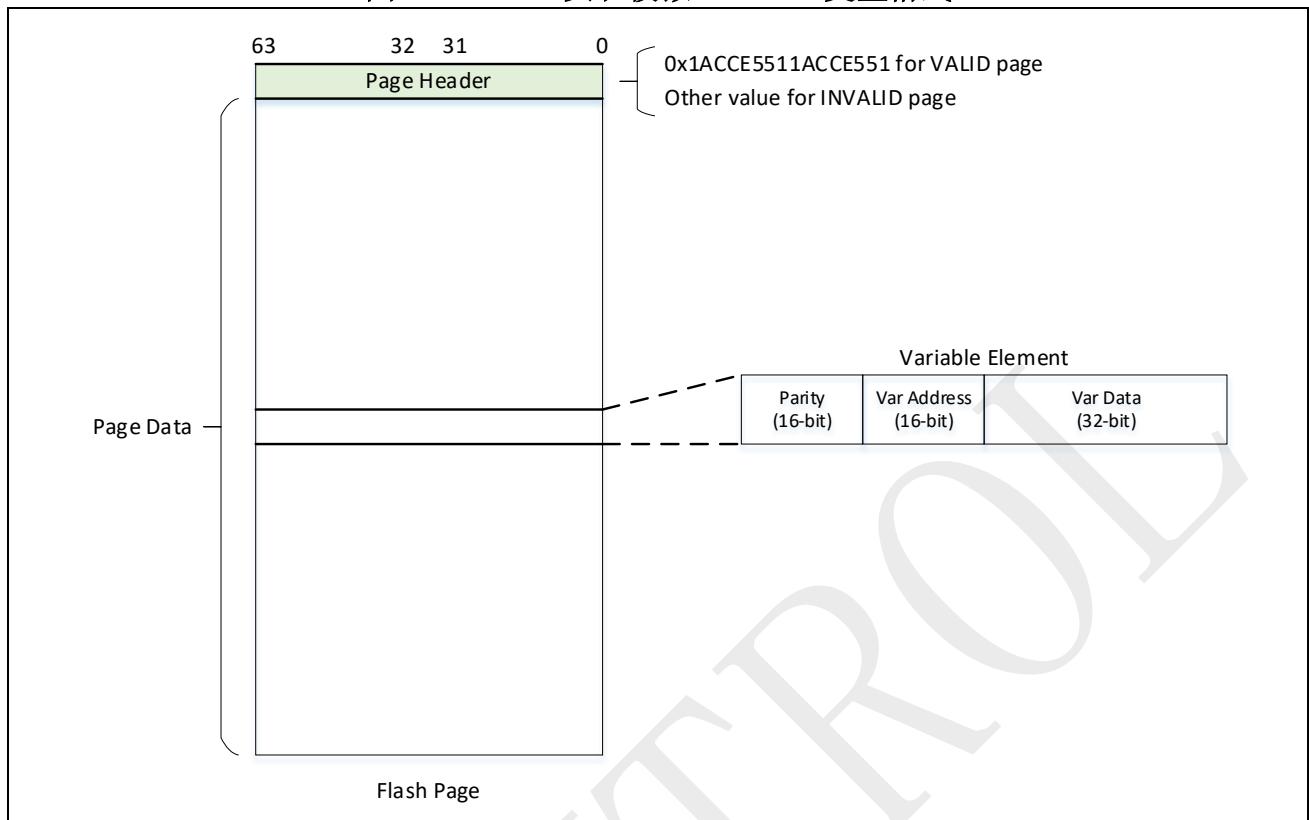 63 32 31 0
Page Header
0x1ACCE5511ACCE551 for VALID page
Other value for INVALID page
Variable Element
Parity
(16-bit)
Var Address
(16-bit)
Var Data
(32-bit)
Page Data
Flash Page
TROL